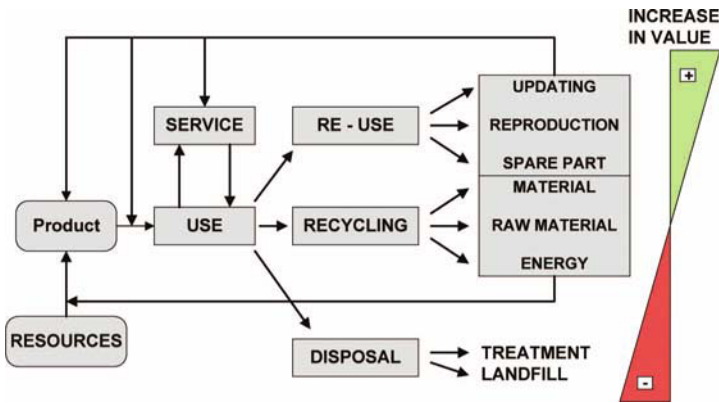 INCREASE
IN VALUE
+
UPDATING
SERVICE
RE - USE
REPRODUCTION
SPARE PART
MATERIAL
Product
USE
RECYCLING
RAW MATERIAL
ENERGY
RESOURCES
DISPOSAL
TREATMENT
LANDFILL
-